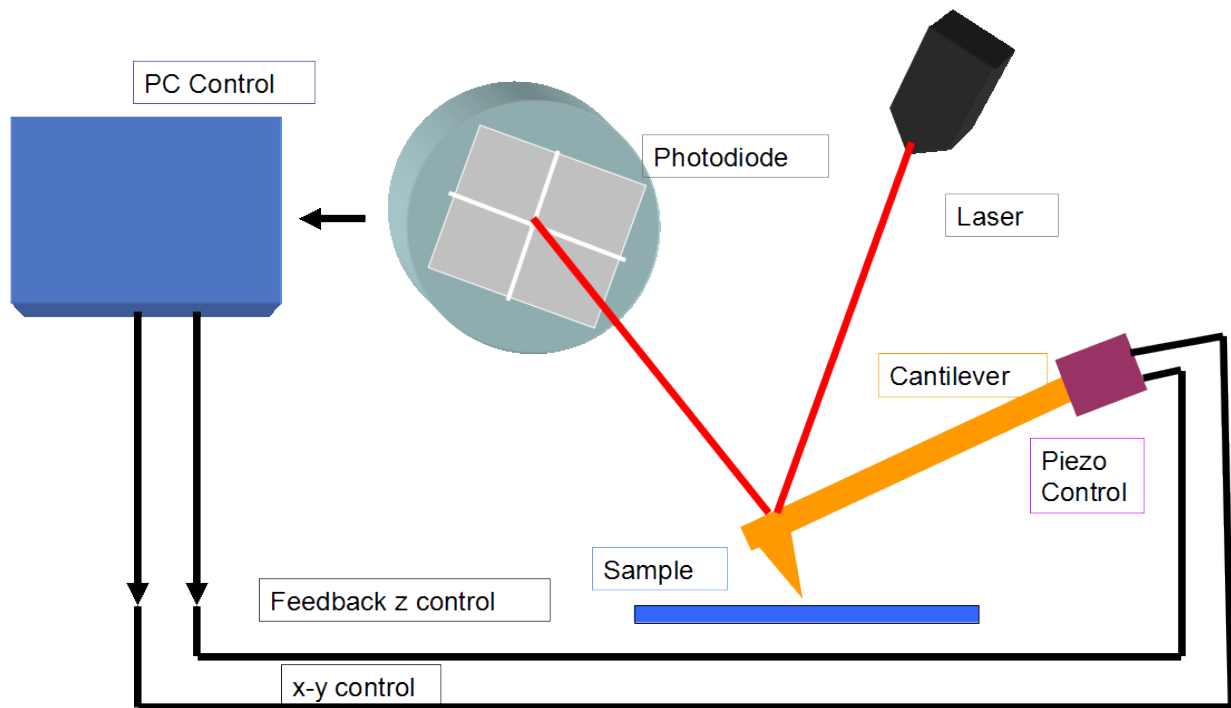 PC Control
Photodiode
Laser
Cantilever
Piezo
Control
Sample
Feedback z control
x-y control